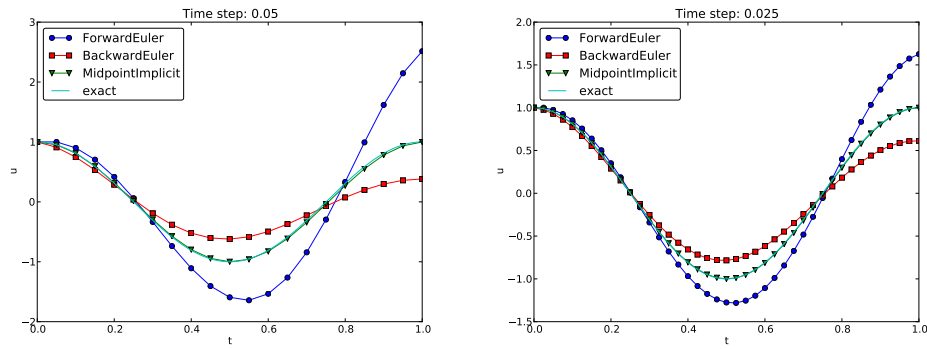 Time step: 0.05
3
2
1
0
−1
−2
u
0.0
0.2
0.4
0.6
0.8
1.0
t
ForwardEuler
BackwardEuler
MidpointImplicit
exact
Time step: 0.025
2.0
1.5
1.0
0.5
0.0
−0.5
−1.0
−1.5
u
0.0
0.2
0.4
0.6
0.8
1.0
t
ForwardEuler
BackwardEuler
MidpointImplicit
exact